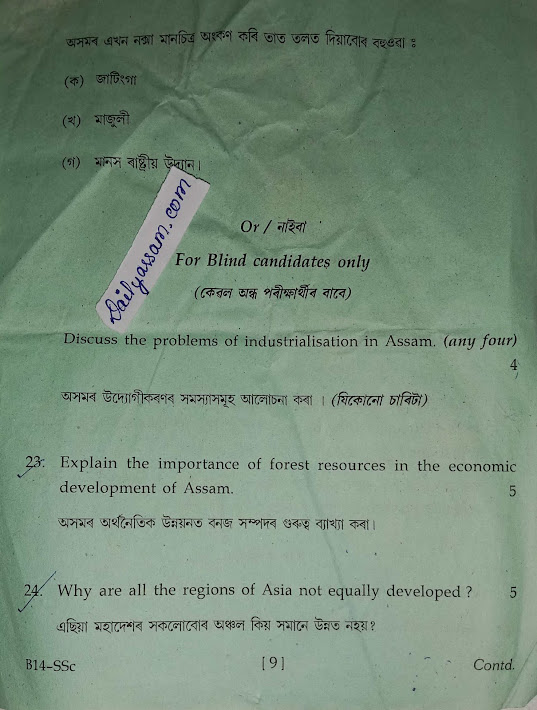 অসমৰ এখন নক্সা মানচিত্ৰ অংকণ কৰি তাত তলত দিয়াবোৰ বহুওৱা :
(ক) জাটিংগা
(খ) মাজুলী
(গ) মানস ৰাষ্ট্ৰীয় উদ্যান।
Dailyassam.com
Or / নাইবা
For Blind candidates only
(কেৱল অন্ধ পৰীক্ষাৰ্থীৰ বাবে)
Discuss the problems of industrialisation in Assam. (any four)
4
অসমৰ উদ্যোগীকৰণৰ সমস্যাসমূহ আলোচনা কৰা । (যিকোনো চাৰিটা)
23. Explain the importance of forest resources in the economic
development of Assam. 5
অসমৰ অৰ্থনৈতিক উন্নয়নত বনজ সম্পদৰ গুৰুত্ব ব্যাখ্যা কৰা।
24. Why are all the regions of Asia not equally developed ? 5
এছিয়া মহাদেশৰ সকলোবোৰ অঞ্চল কিয় সমানে উন্নত নহয়?
B14-SSc [ 9 ] Contd.